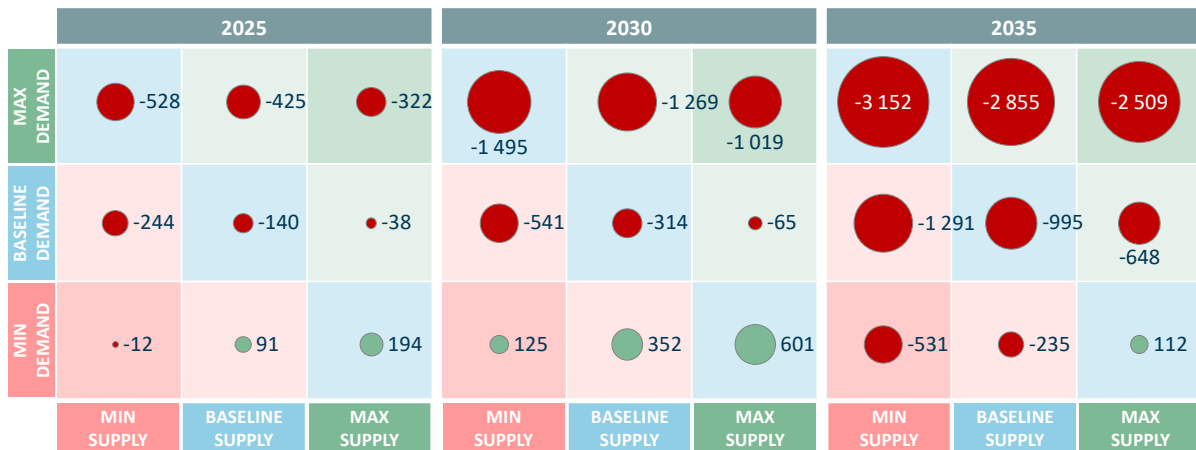 2025 2030 2035
MAX
DEMAND
-528 -425 -322 -1 269 -3 152 -2 855 -2 509
-1 495 -1 019
BASELINE
DEMAND
-244 -140 -38 -541 -314 -65 -1 291 -995
-648
MIN
DEMAND
-12 91 194 125 352 601 -531 -235 112
MIN
SUPPLY
BASELINE
SUPPLY
MAX
SUPPLY
MIN
SUPPLY
BASELINE
SUPPLY
MAX
SUPPLY
MIN
SUPPLY
BASELINE
SUPPLY
MAX
SUPPLY